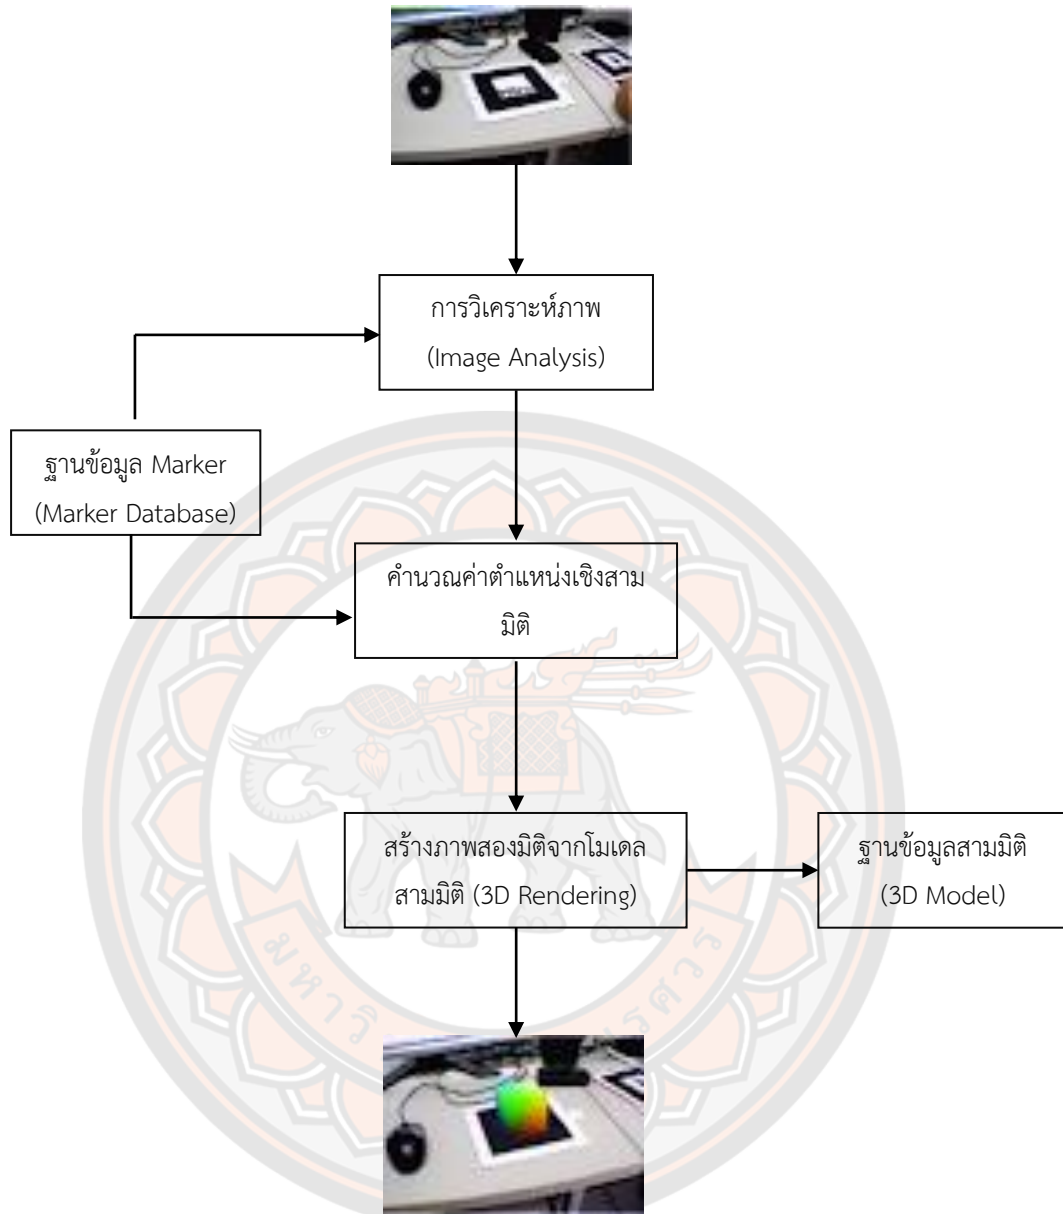 การวิเคราะห์ภาพ
(Image Analysis)
ฐานข้อมูล Marker
(Marker Database)
คำนวณค่าตำแหน่งเชิงสาม
มิติ
สร้างภาพสองมิติจากโมเดล
สามมิติ (3D Rendering)
ฐานข้อมูลสามมิติ
(3D Model)